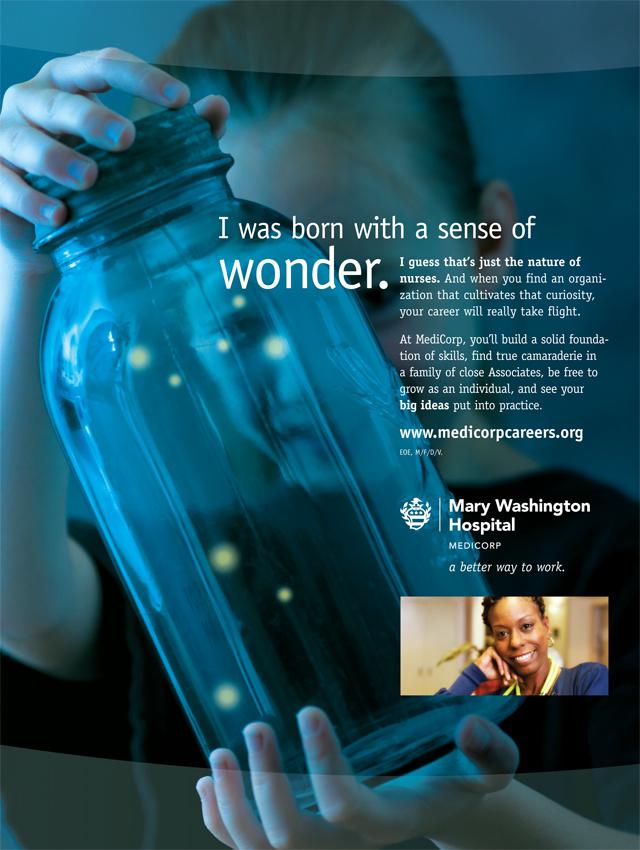 I was born with a sense of
wonder.
I guess that's just the nature of
nurses. And when you find an organi-
zation that cultivates that curiosity,
your career will really take flight.
At MediCorp, you'll build a solid founda-
tion of skills, find true camaraderie in
a family of close Associates, be free to
grow as an individual, and see your
big ideas put into practice.
www.medicorpcareers.org
EOE, M/F/D/V.
Mary Washington
Hospital
MEDICORP
a better way to work.